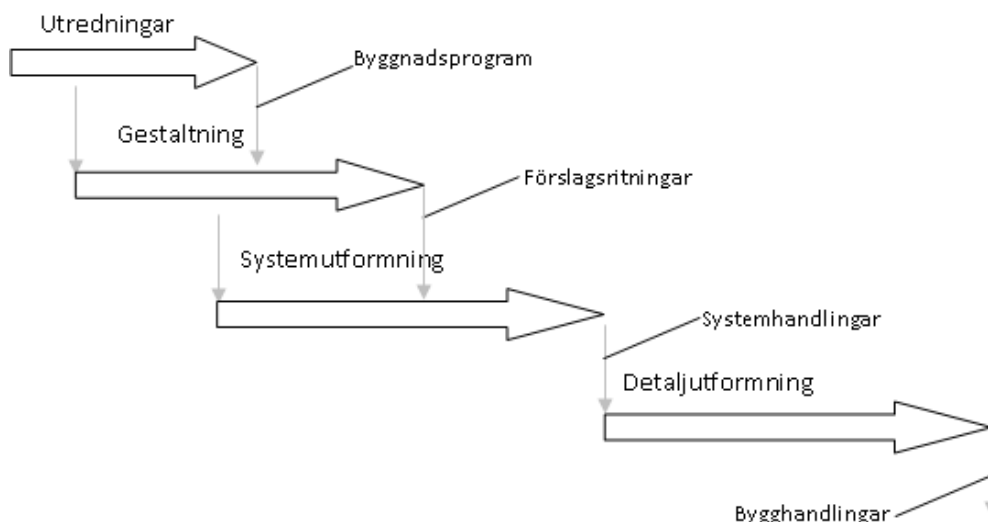 Utredningar
Byggnadsprogram
Gestaltning
Förslagsritningar
Systemutformning
Systemhandlingar
Detaljutformning
Bygghandlingar